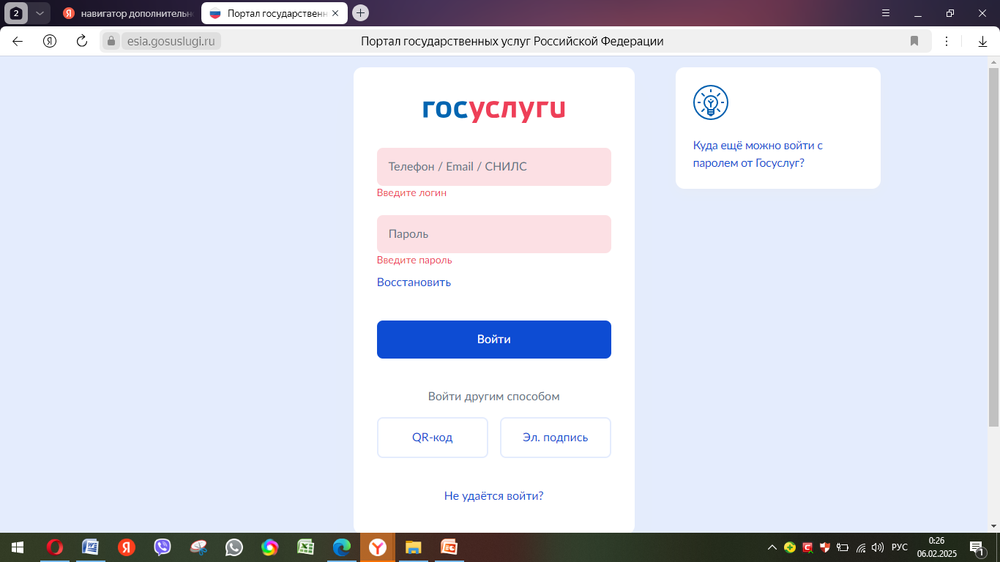 2
навигатор дополнительн
Портал государственн
esia.gosuslugi.ru
Портал государственных услуг Российской Федерации
госуслуги
Телефон / Email / СНИЛС
Введите логин
Пароль
Введите пароль
Восстановить
Войти
Войти другим способом
QR-код
Эл. подпись
Не удаётся войти?
Куда ещё можно войти с
паролем от Госуслуг?
РУС
0:26
06.02.2025
1